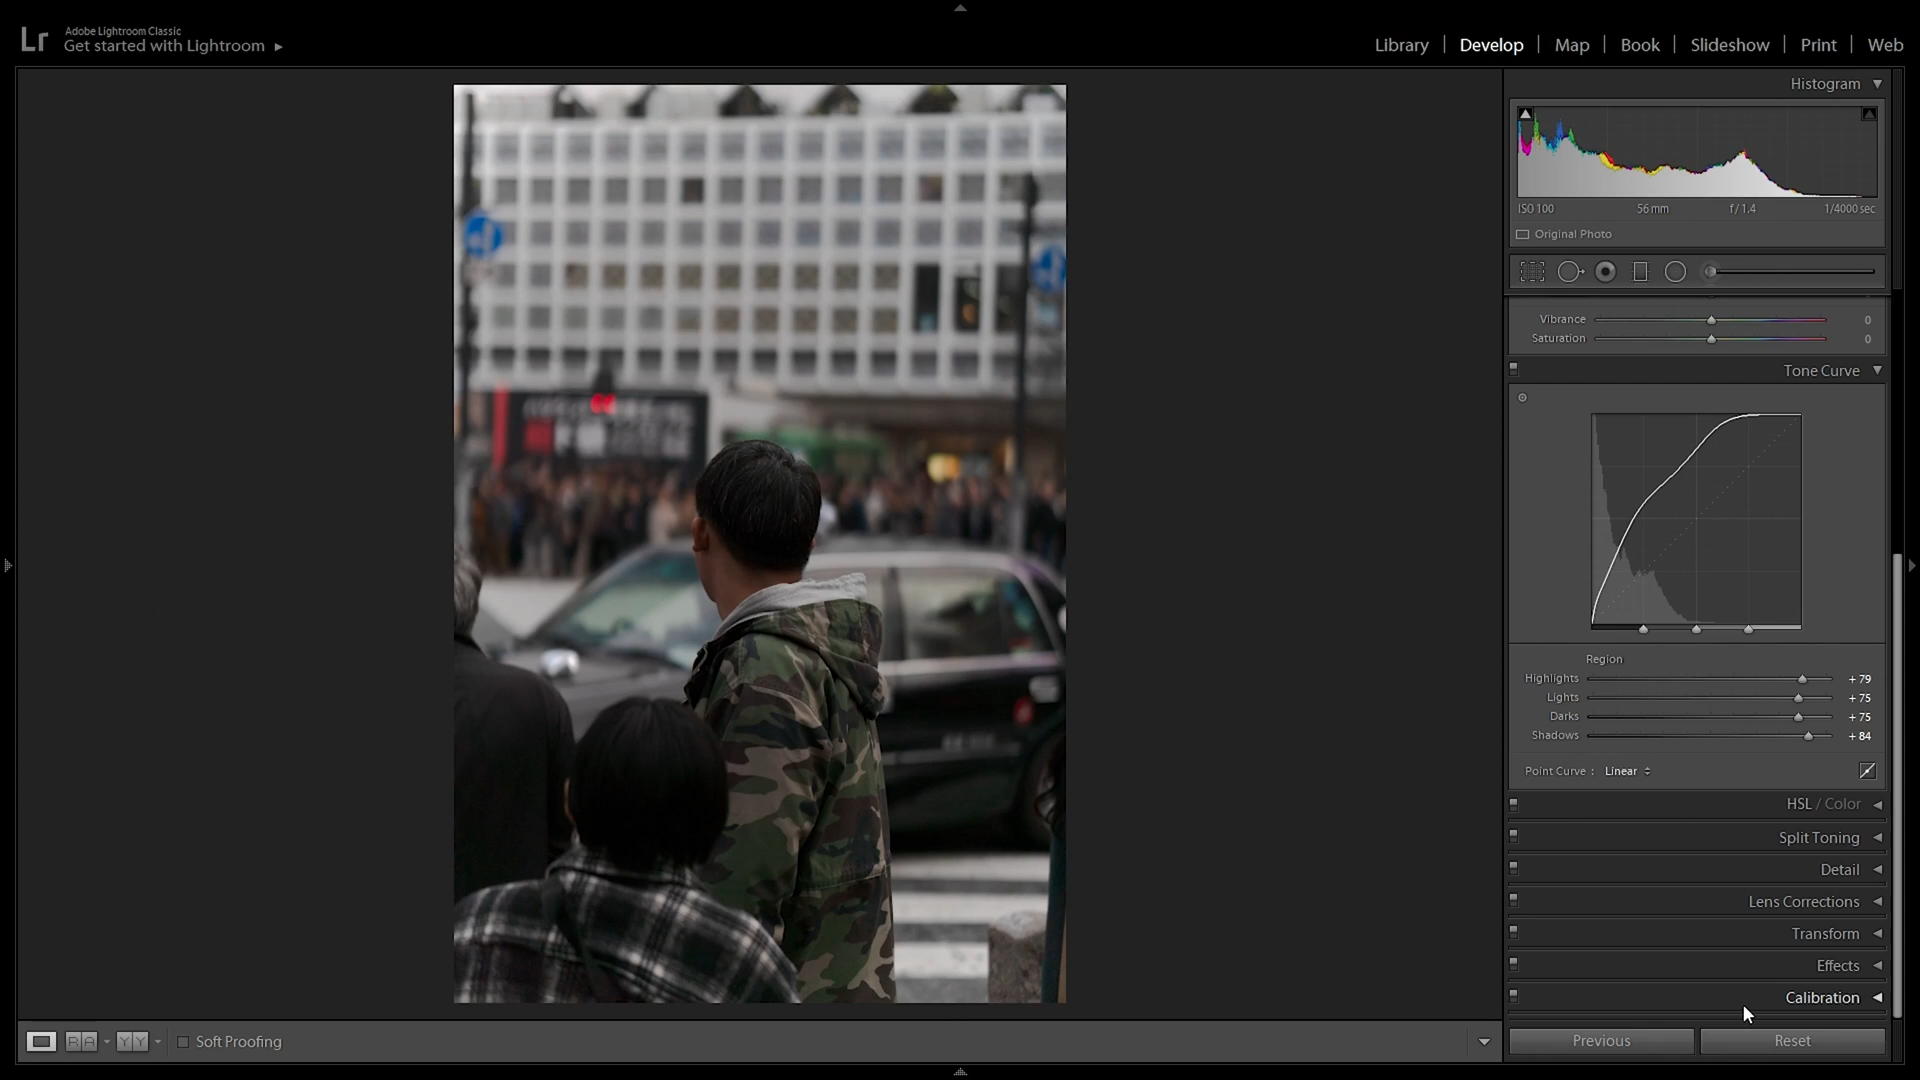 Lr
Adobe Lightroom Classic
Get started with Lightroom ▸
Library | Develop | Map | Book | Slideshow | Print | Web
Histogram
ISO 100 56 mm f / 1.4 1/4000 sec
Original Photo
Vibrance 0
Saturation 0
Tone Curve
Region
Highlights + 79
Lights + 75
Darks + 75
Shadows + 84
Point Curve : Linear
HSL / Color
Split Toning
Detail
Lens Corrections
Transform
Effects
Calibration
R A Y Y Soft Proofing
Previous Reset